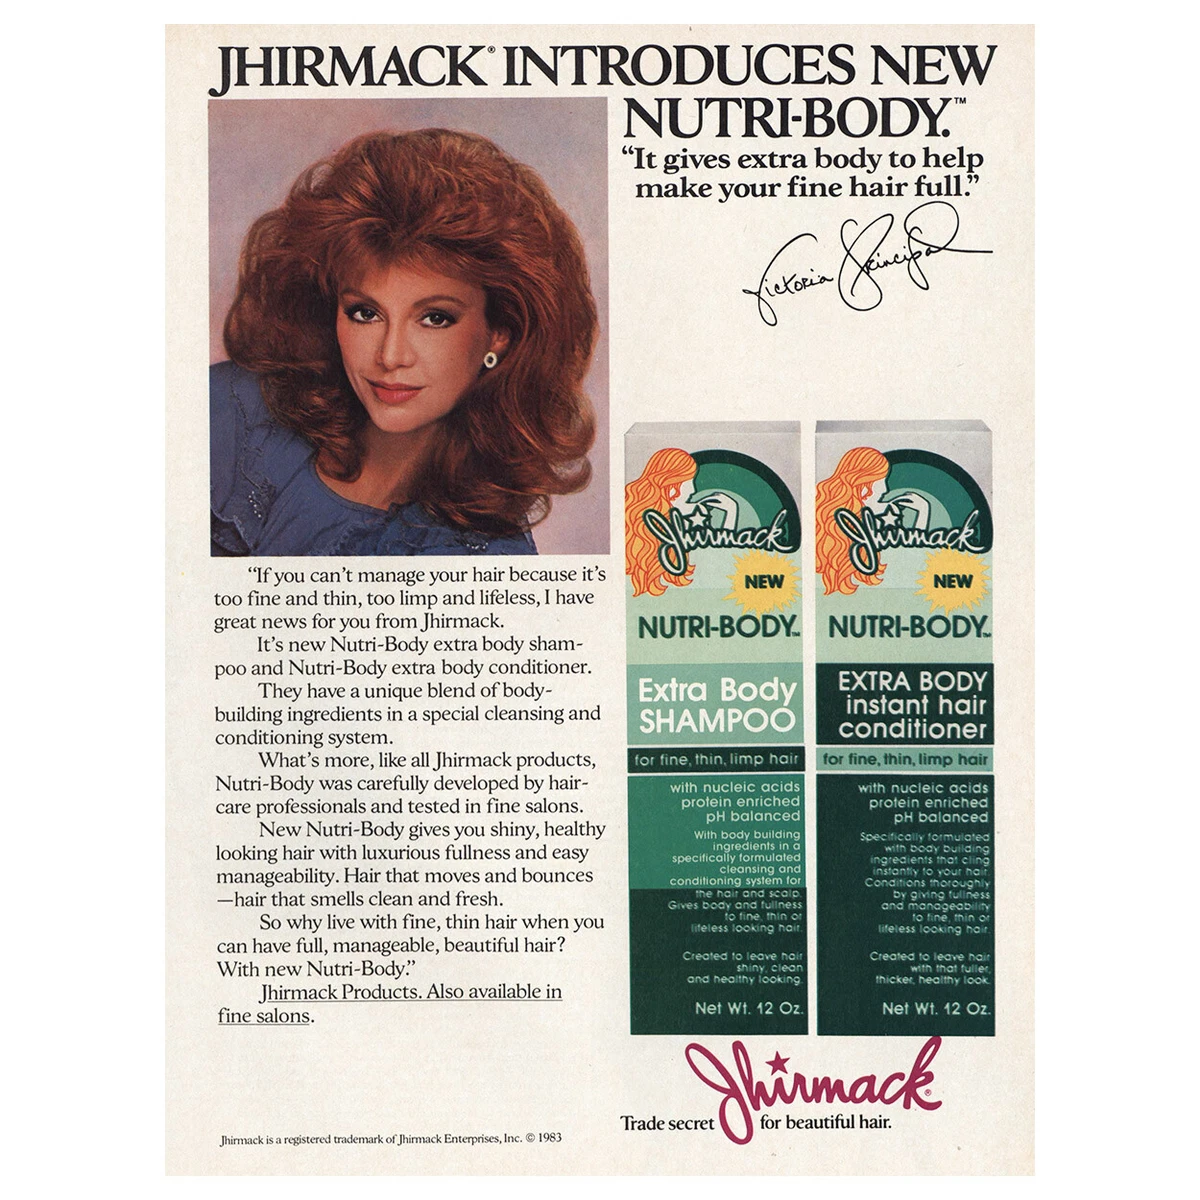 JHIRMACK® INTRODUCES NEW
NUTRI-BODY.™
“It gives extra body to help
make your fine hair full.”
Victoria Principal
“If you can’t manage your hair because it’s
too fine and thin, too limp and lifeless, I have
great news for you from Jhirmack.
It’s new Nutri-Body extra body sham-
poo and Nutri-Body extra body conditioner.
They have a unique blend of body-
building ingredients in a special cleansing and
conditioning system.
What’s more, like all Jhirmack products,
Nutri-Body was carefully developed by hair-
care professionals and tested in fine salons.
New Nutri-Body gives you shiny, healthy
looking hair with luxurious fullness and easy
manageability. Hair that moves and bounces
—hair that smells clean and fresh.
So why live with fine, thin hair when you
can have full, manageable, beautiful hair?
With new Nutri-Body.”
Jhirmack Products. Also available in
fine salons.
Jhirmack
NEW
NUTRI-BODY™
Extra Body
SHAMPOO
for fine, thin, limp hair
with nucleic acids
protein enriched
pH balanced
With body building
ingredients in a
specifically formulated
cleansing and
conditioning system for
the hair and scalp.
Gives body and fullness
to fine, thin or
lifeless looking hair.
Created to leave hair
shiny, clean
and healthy looking.
Net Wt. 12 Oz.
Jhirmack
NEW
NUTRI-BODY™
EXTRA BODY
instant hair
conditioner
for fine, thin, limp hair
with nucleic acids
protein enriched
pH balanced
Specifically formulated
with body building
ingredients that cling
instantly to your hair.
Conditions thoroughly
by giving fullness
and manageability
to fine, thin or
lifeless looking hair.
Created to leave hair
with that fuller,
thicker, healthy look.
Net Wt. 12 Oz.
Jhirmack®
Trade secret for beautiful hair.
Jhirmack is a registered trademark of Jhirmack Enterprises, Inc. © 1983